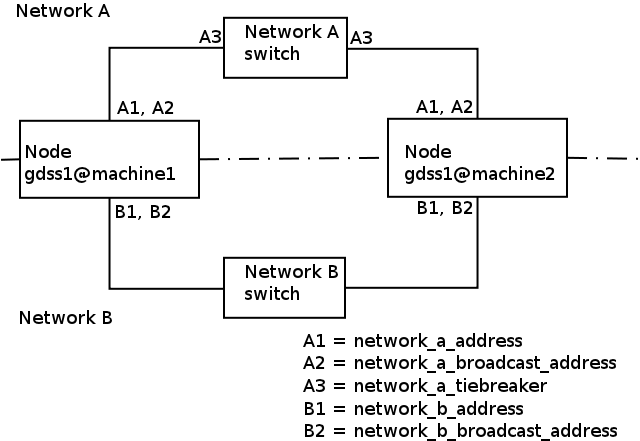 Network A
Network A
switch
A3
A3
A1, A2
A1, A2
Node
gdss1@machine1
Node
gdss1@machine2
B1, B2
B1, B2
Network B
switch
Network B
A1 = network_a_address
A2 = network_a_broadcast_address
A3 = network_a_tiebreaker
B1 = network_b_address
B2 = network_b_broadcast_address